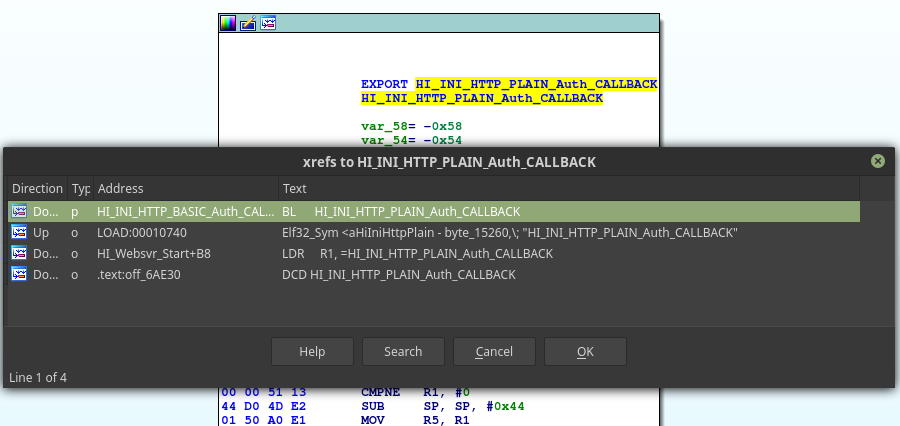 EXPORT HI_INI_HTTP_PLAIN_Auth_CALLBACK
HI_INI_HTTP_PLAIN_Auth_CALLBACK
var_58= -0x58
var_54= -0x54
xrefs to HI_INI_HTTP_PLAIN_Auth_CALLBACK
Direction Typ Address Text
Do... p HI_INI_HTTP_BASIC_Auth_CAL... BL HI_INI_HTTP_PLAIN_Auth_CALLBACK
Up o LOAD:00010740 Elf32_Sym <aHiIniHttpPlain - byte_15260,\; "HI_INI_HTTP_PLAIN_Auth_CALLBACK"
Do... o HI_Websvr_Start+B8 LDR R1, =HI_INI_HTTP_PLAIN_Auth_CALLBACK
Do... o .text:off_6AE30 DCD HI_INI_HTTP_PLAIN_Auth_CALLBACK
Help Search Cancel OK
Line 1 of 4
00 00 51 13 CMPNE R1, #0
44 D0 4D E2 SUB SP, SP, #0x44
01 50 A0 E1 MOV R5, R1